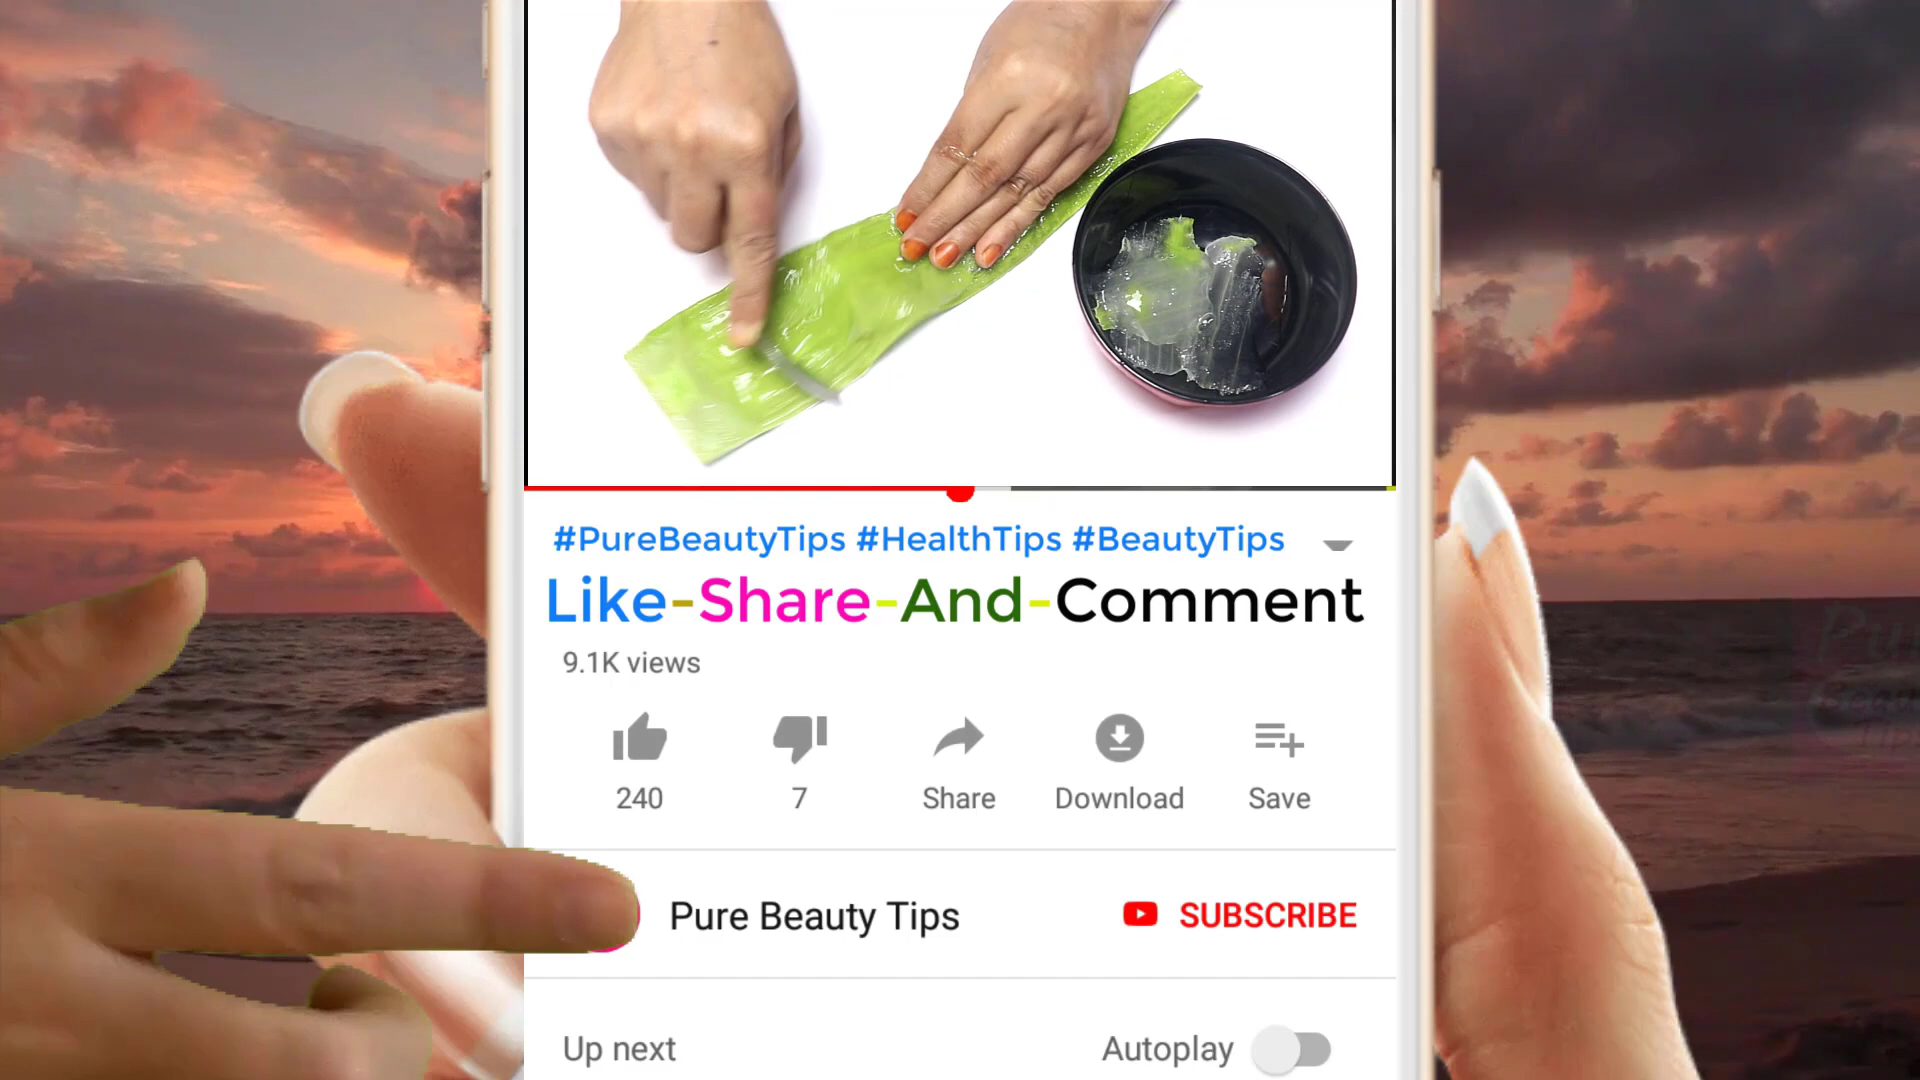 #PureBeautyTips #HealthTips #BeautyTips
Like-Share-And-Comment
9.1K views
240
7
Share
Download
Save
Pure Beauty Tips
SUBSCRIBE
Up next
Autoplay